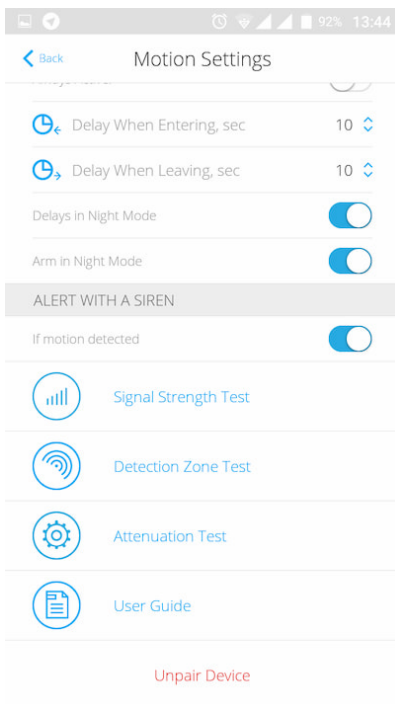 92% 13:44
Back
Motion Settings
Always Active
Delay When Entering, sec 10
Delay When Leaving, sec 10
Delays in Night Mode
Arm in Night Mode
ALERT WITH A SIREN
If motion detected
Signal Strength Test
Detection Zone Test
Attenuation Test
User Guide
Unpair Device